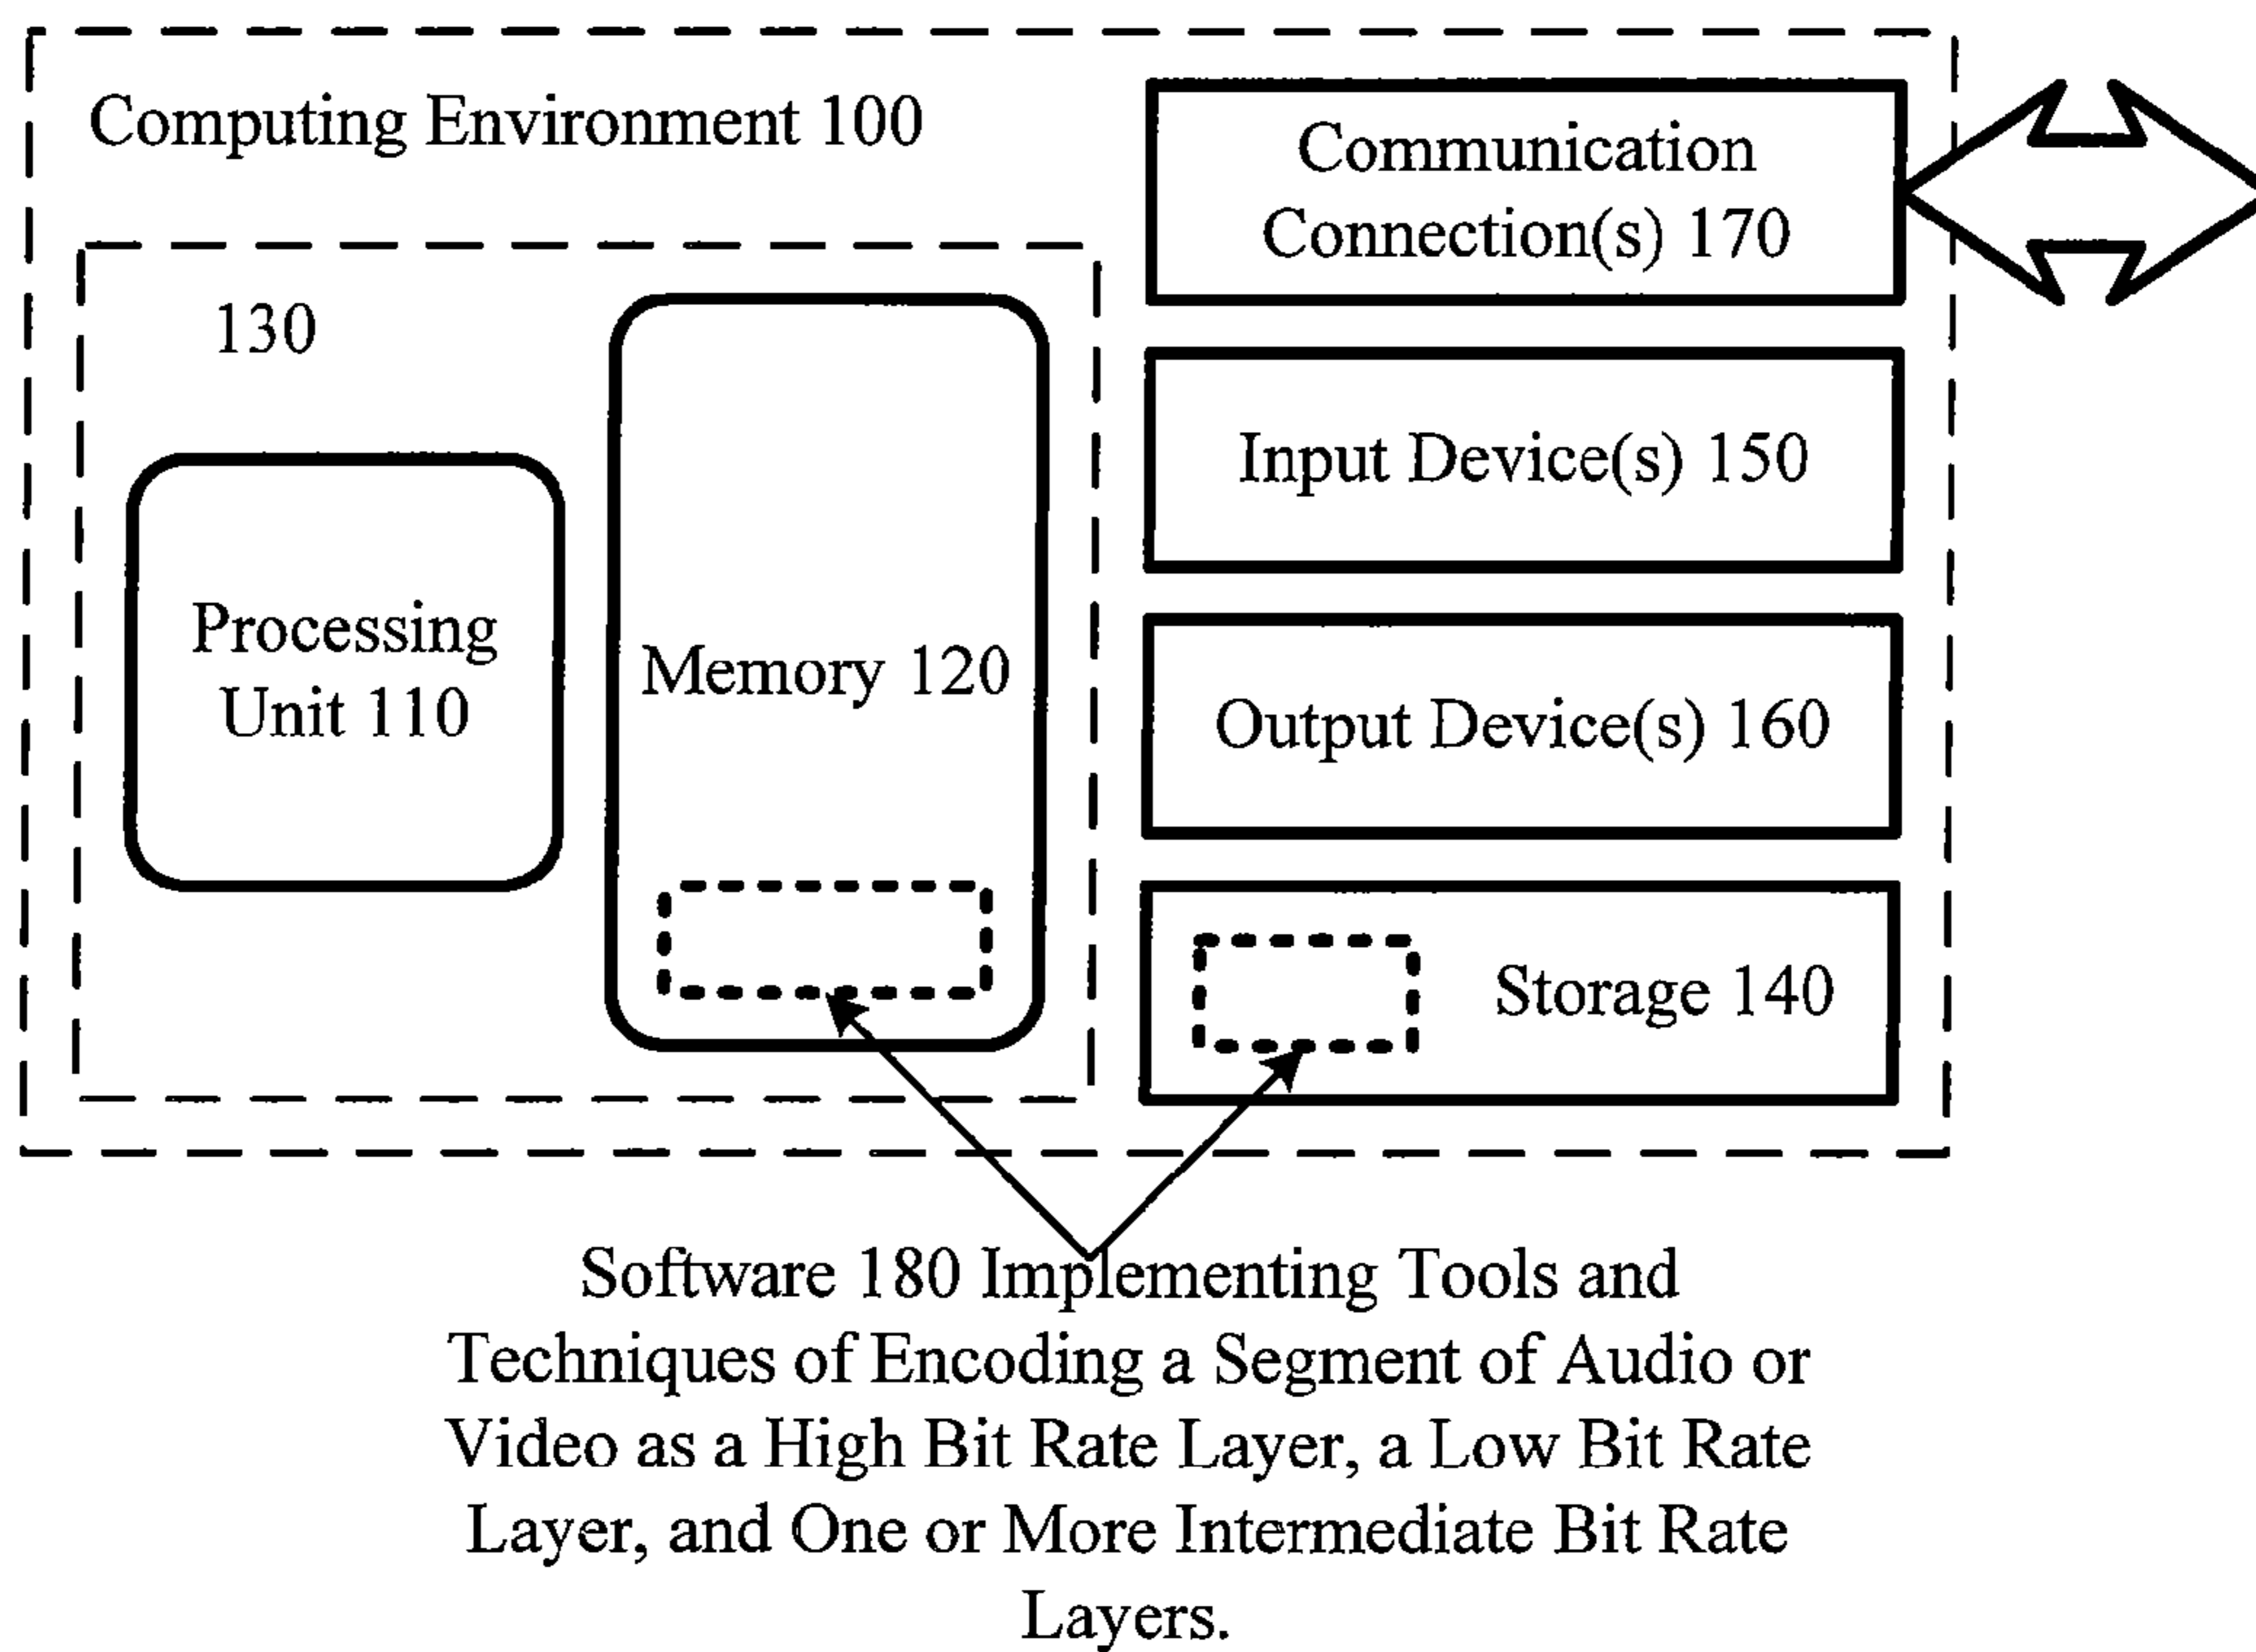 Computing Environment 100
Communication
Connection(s) 170
130
Input Device(s) 150
Processing
Unit 110
Memory 120
Output Device(s) 160
Storage 140
Software 180 Implementing Tools and
Techniques of Encoding a Segment of Audio or
Video as a High Bit Rate Layer, a Low Bit Rate
Layer, and One or More Intermediate Bit Rate
Layers.